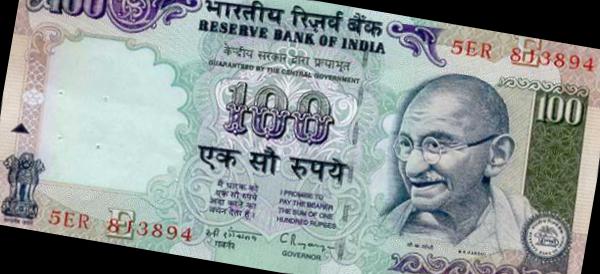 100
भारतीय रिज़र्व बैंक
RESERVE BANK OF INDIA
5ER 813894
केन्द्रीय सरकार द्वारा प्रत्याभूत
GUARANTEED BY THE CENTRAL GOVERNMENT
100
100
एक सौ रुपये
मैं धारक को
एक सौ रुपये
अदा करने का
वचन देता हूँ।
I PROMISE TO
PAY THE BEARER
THE SUM OF ONE
HUNDRED RUPEES
5ER 813894
गवर्नर
GOVERNOR